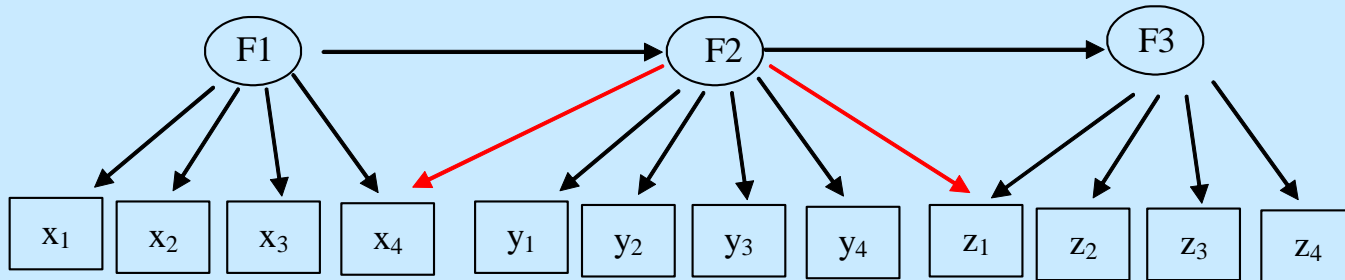 F1 F2 F3
x₁ x₂ x₃ x₄ y₁ y₂ y₃ y₄ z₁ z₂ z₃ z₄